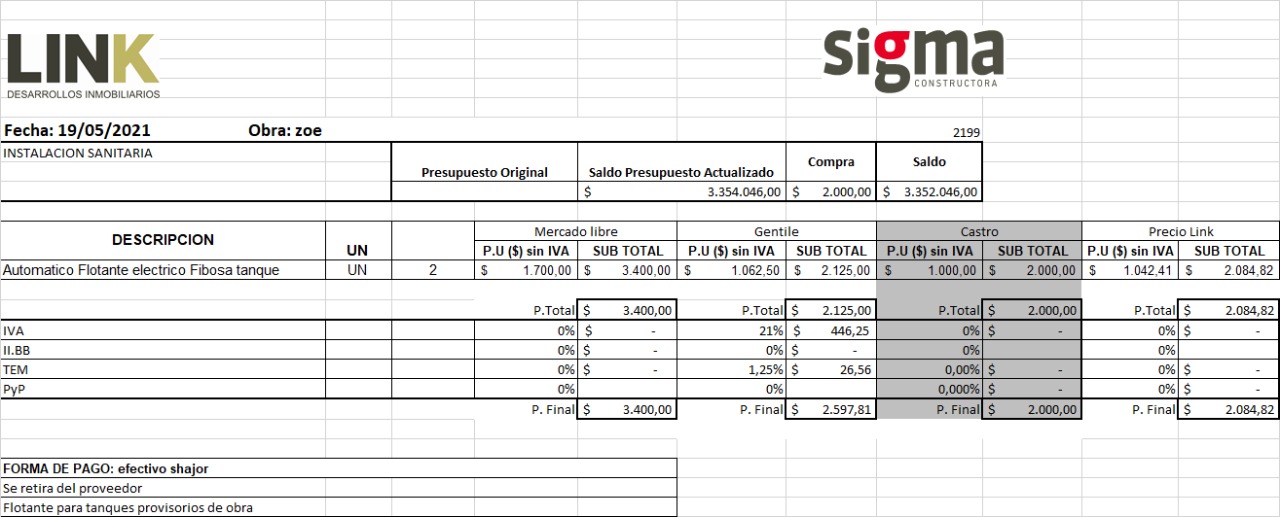 LINK
DESARROLLOS INMOBILIARIOS
sigma
CONSTRUCTORA
Fecha: 19/05/2021 Obra: zoe 2199
INSTALACION SANITARIA
Presupuesto Original Saldo Presupuesto Actualizado Compra Saldo
$ 3.354.046,00 $ 2.000,00 $ 3.352.046,00
DESCRIPCION UN Mercado libre Gentile Castro Precio Link
P.U ($) sin IVA SUB TOTAL P.U ($) sin IVA SUB TOTAL P.U ($) sin IVA SUB TOTAL P.U ($) sin IVA SUB TOTAL
Automatico Flotante electrico Fibosa tanque UN 2 $ 1.700,00 $ 3.400,00 $ 1.062,50 $ 2.125,00 $ 1.000,00 $ 2.000,00 $ 1.042,41 $ 2.084,82
P.Total $ 3.400,00 P.Total $ 2.125,00 P.Total $ 2.000,00 P.Total $ 2.084,82
IVA 0% $ - 21% $ 446,25 0% $ - 0% $ -
II.BB 0% $ - 0% $ - 0% 0%
TEM 0% $ - 1,25% $ 26,56 0,00% $ - 0% $ -
PyP 0% 0% 0,000% $ - 0% $ -
P. Final $ 3.400,00 P. Final $ 2.597,81 P. Final $ 2.000,00 P. Final $ 2.084,82
FORMA DE PAGO: efectivo shajor
Se retira del proveedor
Flotante para tanques provisorios de obra